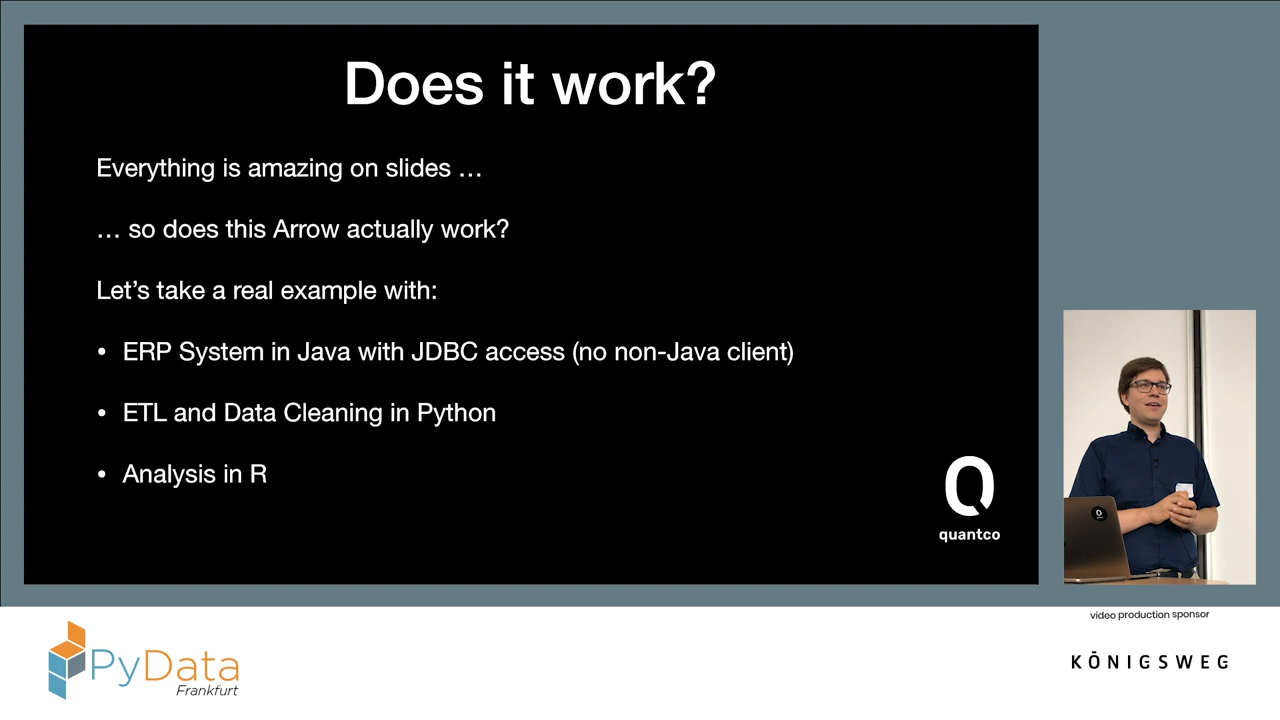 Does it work?
Everything is amazing on slides …
… so does this Arrow actually work?
Let’s take a real example with:
• ERP System in Java with JDBC access (no non-Java client)
• ETL and Data Cleaning in Python
• Analysis in R
Q
quantco
video production sponsor
PyData
Frankfurt
KÖNIGSWEG